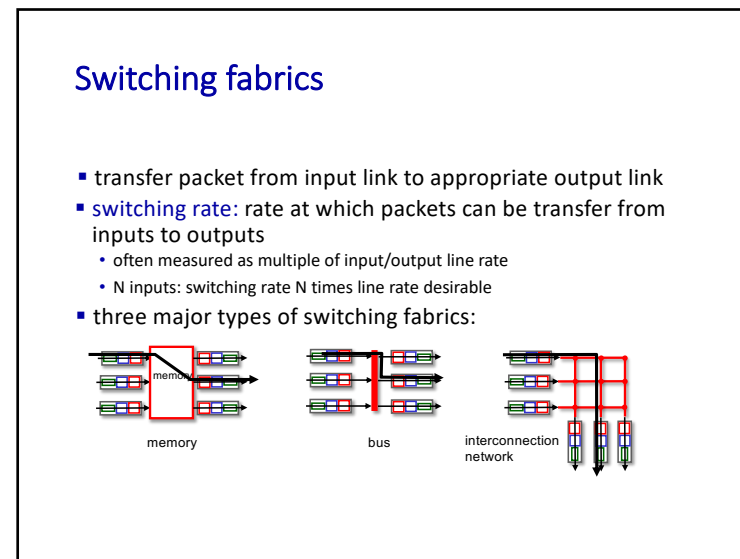 Switching fabrics
▪ transfer packet from input link to appropriate output link
▪ switching rate: rate at which packets can be transfer from
inputs to outputs
• often measured as multiple of input/output line rate
• N inputs: switching rate N times line rate desirable
▪ three major types of switching fabrics:
memory
memory
bus
interconnection
network